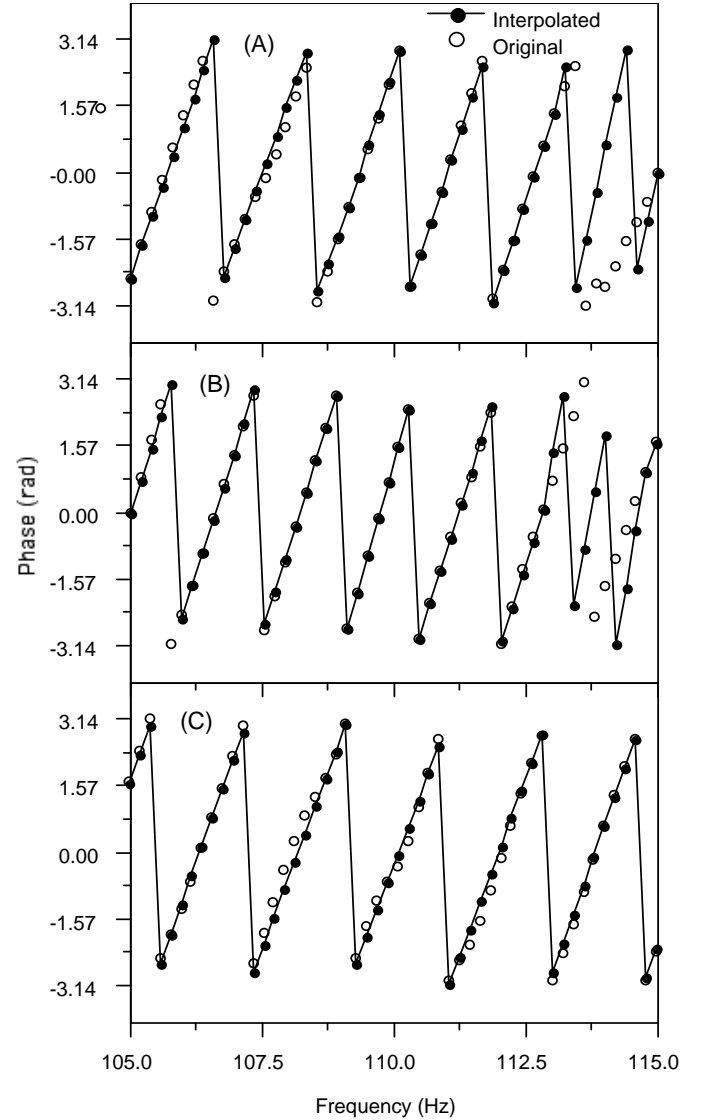 Interpolated
Original
(A)
3.14
1.57
-0.00
-1.57
-3.14
(B)
3.14
1.57
0.00
-1.57
-3.14
Phase (rad)
(C)
3.14
1.57
0.00
-1.57
-3.14
105.0 107.5 110.0 112.5 115.0
Frequency (Hz)